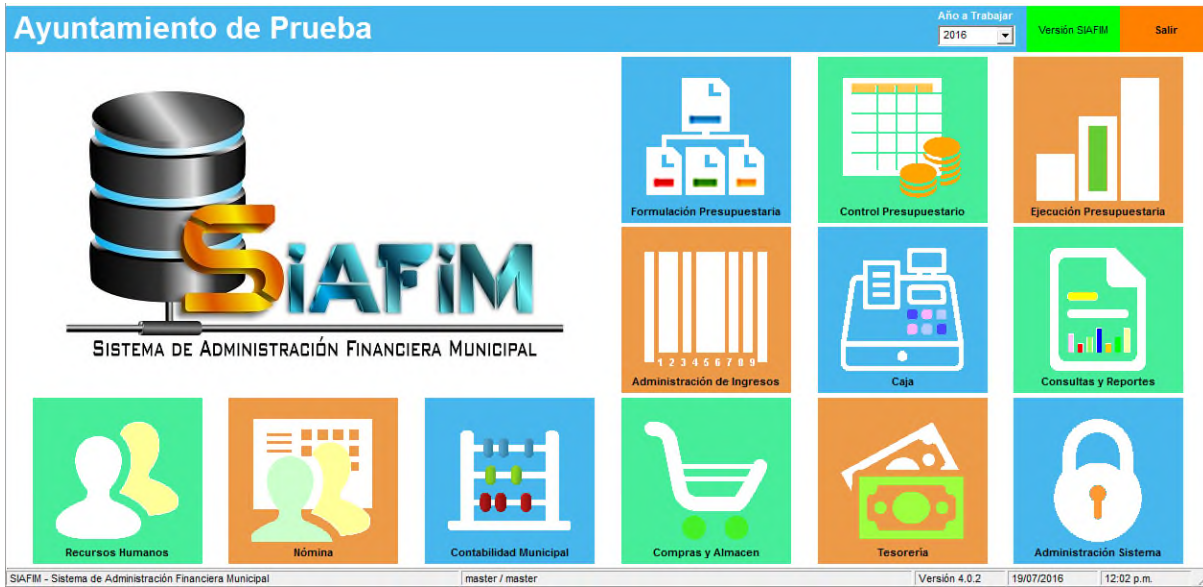 Ayuntamiento de Prueba
Año a Trabajar
2016
Versión SIAFIM
Salir
SiAFiM
SISTEMA DE ADMINISTRACIÓN FINANCIERA MUNICIPAL
Formulación Presupuestaria
Control Presupuestario
Ejecución Presupuestaria
1 2 3 4 5 6 7 8 9
Administración de Ingresos
Caja
Consultas y Reportes
Recursos Humanos
Nómina
Contabilidad Municipal
Compras y Almacen
Tesorería
Administración Sistema
SIAFIM - Sistema de Administración Financiera Municipal
master / master
Versión 4.0.2
19/07/2016
12:02 p.m.